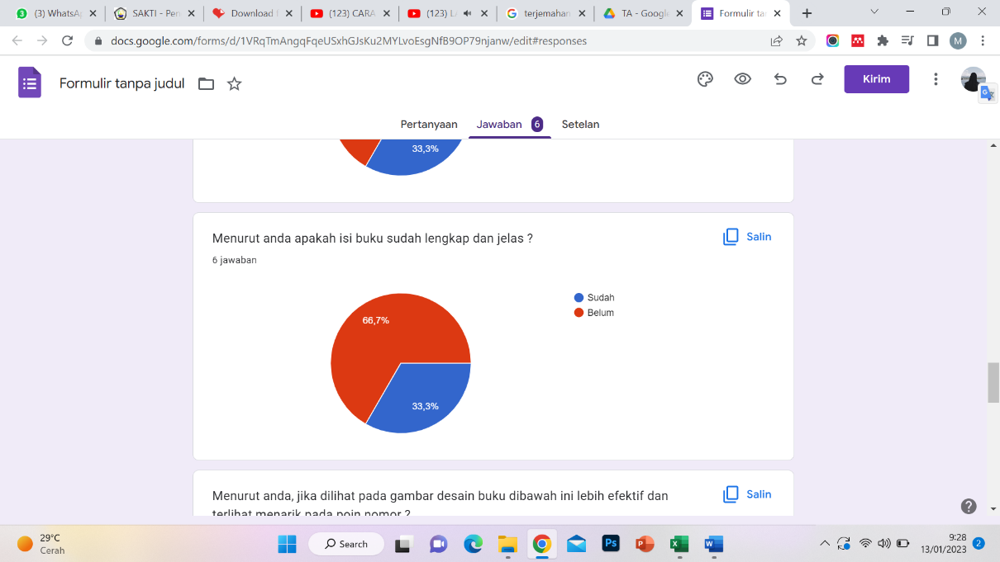 (3) WhatsA
SAKTI - Pen
Download
(123) CARA
(123) L
terjemahan
TA - Google
Formulir ta
docs.google.com/forms/d/1VRqTmAngqFqeUSxhGJsKu2MYLvoEsgNfB9OP79njanw/edit#responses
M
Formulir tanpa judul
Kirim
Pertanyaan
Jawaban 6
Setelan
33,3%
Menurut anda apakah isi buku sudah lengkap dan jelas ?
Salin
6 jawaban
Sudah
Belum
66,7%
33,3%
Menurut anda, jika dilihat pada gambar desain buku dibawah ini lebih efektif dan
terlihat menarik pada poin nomor ?
Salin
29°C
Cerah
Search
Ps
P
X
W
9:28
13/01/2023
2